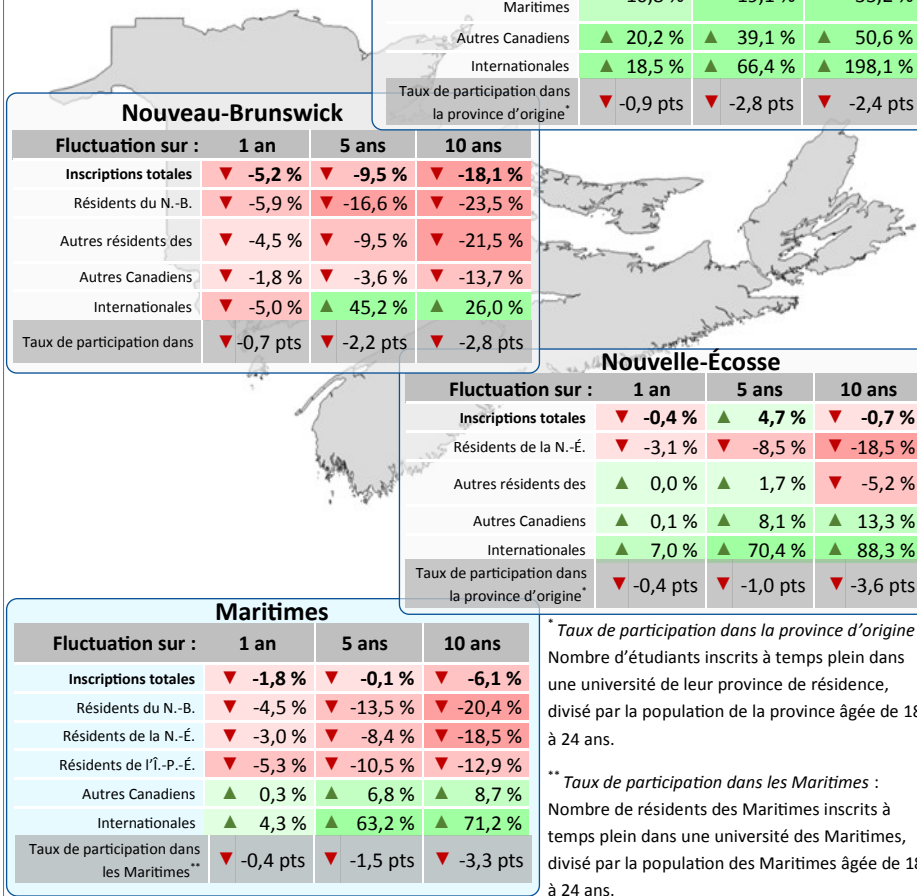 Maritimes
Autres Canadiens ▲ 20,2 % ▲ 39,1 % ▲ 50,6 %
Internationales ▲ 18,5 % ▲ 66,4 % ▲ 198,1 %
Taux de participation dans
la province d'origine* ▼ -0,9 pts ▼ -2,8 pts ▼ -2,4 pts
Nouveau-Brunswick
Fluctuation sur : 1 an 5 ans 10 ans
Inscriptions totales ▼ -5,2 % ▼ -9,5 % ▼ -18,1 %
Résidents du N.-B. ▼ -5,9 % ▼ -16,6 % ▼ -23,5 %
Autres résidents des ▼ -4,5 % ▼ -9,5 % ▼ -21,5 %
Autres Canadiens ▼ -1,8 % ▼ -3,6 % ▼ -13,7 %
Internationales ▼ -5,0 % ▲ 45,2 % ▲ 26,0 %
Taux de participation dans ▼ -0,7 pts ▼ -2,2 pts ▼ -2,8 pts
Nouvelle-Écosse
Fluctuation sur : 1 an 5 ans 10 ans
Inscriptions totales ▼ -0,4 % ▲ 4,7 % ▼ -0,7 %
Résidents de la N.-É. ▼ -3,1 % ▼ -8,5 % ▼ -18,5 %
Autres résidents des ▲ 0,0 % ▲ 1,7 % ▼ -5,2 %
Autres Canadiens ▲ 0,1 % ▲ 8,1 % ▲ 13,3 %
Internationales ▲ 7,0 % ▲ 70,4 % ▲ 88,3 %
Taux de participation dans
la province d'origine* ▼ -0,4 pts ▼ -1,0 pts ▼ -3,6 pts
Maritimes
Fluctuation sur : 1 an 5 ans 10 ans
Inscriptions totales ▼ -1,8 % ▼ -0,1 % ▼ -6,1 %
Résidents du N.-B. ▼ -4,5 % ▼ -13,5 % ▼ -20,4 %
Résidents de la N.-É. ▼ -3,0 % ▼ -8,4 % ▼ -18,5 %
Résidents de l'Î.-P.-É. ▼ -5,3 % ▼ -10,5 % ▼ -12,9 %
Autres Canadiens ▲ 0,3 % ▲ 6,8 % ▲ 8,7 %
Internationales ▲ 4,3 % ▲ 63,2 % ▲ 71,2 %
Taux de participation dans
les Maritimes** ▼ -0,4 pts ▼ -1,5 pts ▼ -3,3 pts
* Taux de participation dans la province d'origine
Nombre d'étudiants inscrits à temps plein dans
une université de leur province de résidence,
divisé par la population de la province âgée de 18
à 24 ans.
** Taux de participation dans les Maritimes :
Nombre de résidents des Maritimes inscrits à
temps plein dans une université des Maritimes,
divisé par la population des Maritimes âgée de 18
à 24 ans.